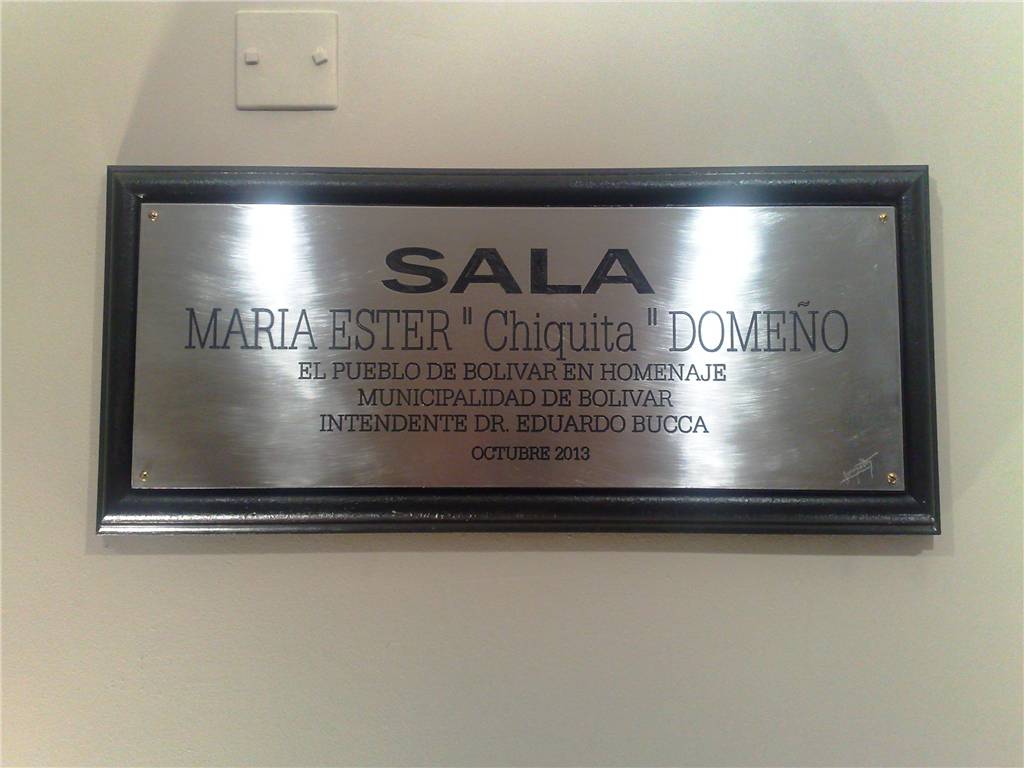 SALA
MARIA ESTER " Chiquita " DOMEÑO
EL PUEBLO DE BOLIVAR EN HOMENAJE
MUNICIPALIDAD DE BOLIVAR
INTENDENTE DR. EDUARDO BUCCA
OCTUBRE 2013